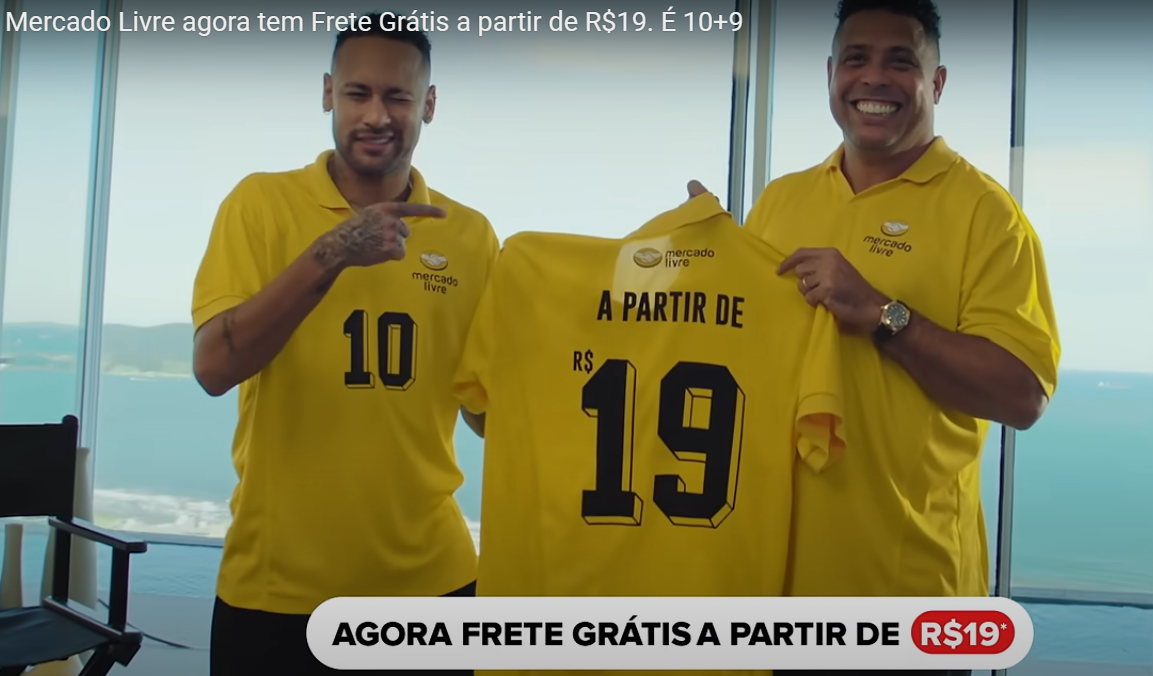 Mercado Livre agora tem Frete Grátis a partir de R$19. É 10+9
mercado
livre
10
mercado
livre
A PARTIR DE
R$
19
mercado
livre
AGORA FRETE GRÁTIS A PARTIR DE R$19*